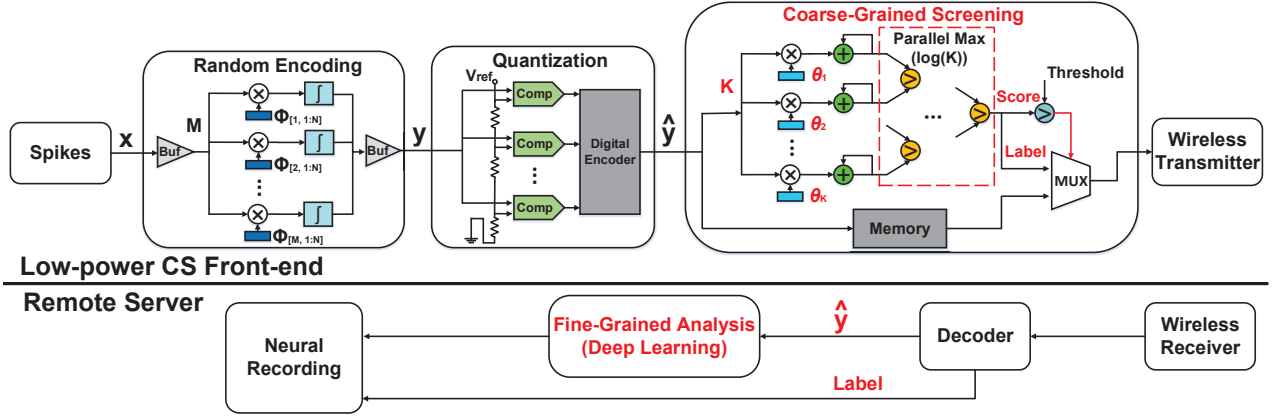 Coarse-Grained Screening
Random Encoding
Quantization
Parallel Max
(log(K))
Spikes
x
Buf
M
Φ[1, 1:N]
∫
Φ[2, 1:N]
∫
⋮
Φ[M, 1:N]
∫
Buf
y
Vref
Comp
Comp
⋮
Comp
Digital
Encoder
ŷ
K
θ1
θ2
⋮
θK
>
>
...
>
Threshold
Score
>
Label
MUX
Memory
Wireless
Transmitter
Low-power CS Front-end
Remote Server
Neural
Recording
Fine-Grained Analysis
(Deep Learning)
ŷ
Decoder
Wireless
Receiver
Label